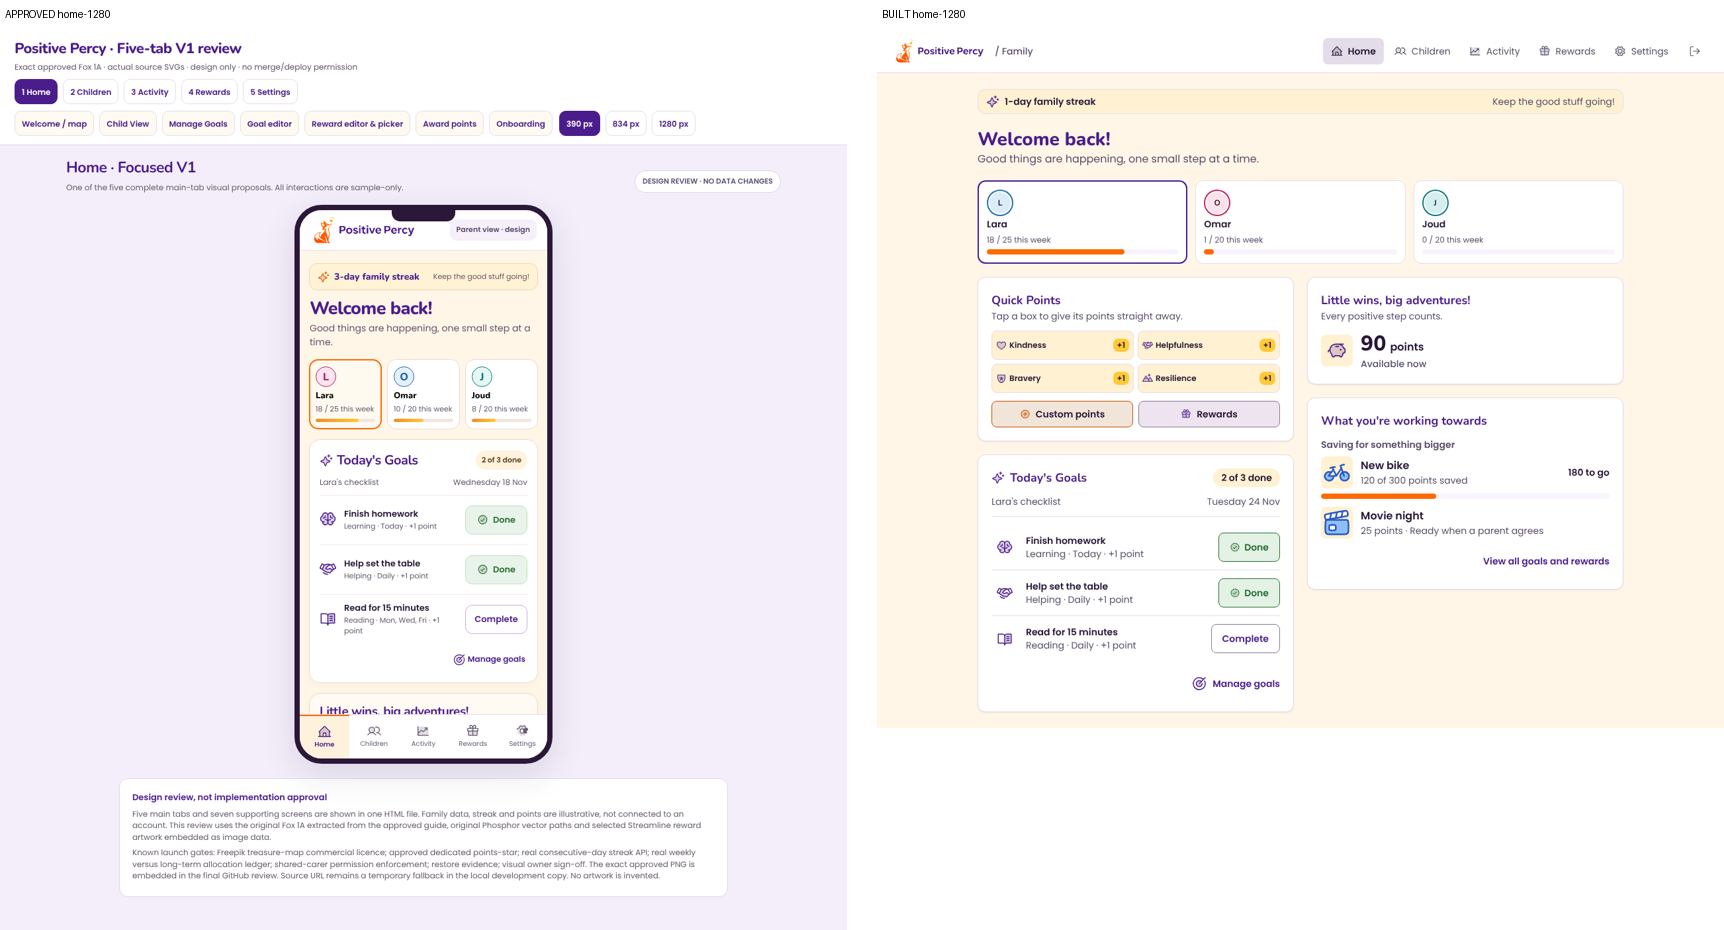 APPROVED home-1280
Positive Percy · Five-tab V1 review
Exact approved Fox 1A · actual source SVGs · design only · no merge/deploy permission
1 Home
2 Children
3 Activity
4 Rewards
5 Settings
Welcome / map
Child View
Manage Goals
Goal editor
Reward editor & picker
Award points
Onboarding
390 px
834 px
1280 px
Home · Focused V1
One of the five complete main-tab visual proposals. All interactions are sample-only.
DESIGN REVIEW · NO DATA CHANGES
Positive Percy
Parent view · design
3-day family streak
Keep the good stuff going!
Welcome back!
Good things are happening, one small step at a
time.
L
Lara
18 / 25 this week
O
Omar
10 / 20 this week
J
Joud
8 / 20 this week
Today's Goals
2 of 3 done
Lara's checklist
Wednesday 18 Nov
Finish homework
Learning · Today · +1 point
Done
Help set the table
Helping · Daily · +1 point
Done
Read for 15 minutes
Reading · Mon, Wed, Fri · +1
point
Complete
Manage goals
Little wins, big adventures!
Home
Children
Activity
Rewards
Settings
Design review, not implementation approval
Five main tabs and seven supporting screens are shown in one HTML file. Family data, streak and points are illustrative, not connected to an
account. This review uses the original Fox 1A extracted from the approved guide, original Phosphor vector paths and selected Streamline reward
artwork embedded as image data.
Known launch gates: Freepik treasure-map commercial licence; approved dedicated points-star; real consecutive-day streak API; real weekly
versus long-term allocation ledger; shared-carer permission enforcement; restore evidence; visual owner sign-off. The exact approved PNG is
embedded in the final GitHub review. Source URL remains a temporary fallback in the local development copy. No artwork is invented.
BUILT home-1280
Positive Percy
/ Family
Home
Children
Activity
Rewards
Settings
1-day family streak
Keep the good stuff going!
Welcome back!
Good things are happening, one small step at a time.
L
Lara
18 / 25 this week
O
Omar
1 / 20 this week
J
Joud
0 / 20 this week
Quick Points
Tap a box to give its points straight away.
Kindness
+1
Helpfulness
+1
Bravery
+1
Resilience
+1
Custom points
Rewards
Today's Goals
2 of 3 done
Lara's checklist
Tuesday 24 Nov
Finish homework
Learning · Today · +1 point
Done
Help set the table
Helping · Daily · +1 point
Done
Read for 15 minutes
Reading · Daily · +1 point
Complete
Manage goals
Little wins, big adventures!
Every positive step counts.
90 points
Available now
What you're working towards
Saving for something bigger
New bike
120 of 300 points saved
180 to go
Movie night
25 points · Ready when a parent agrees
View all goals and rewards